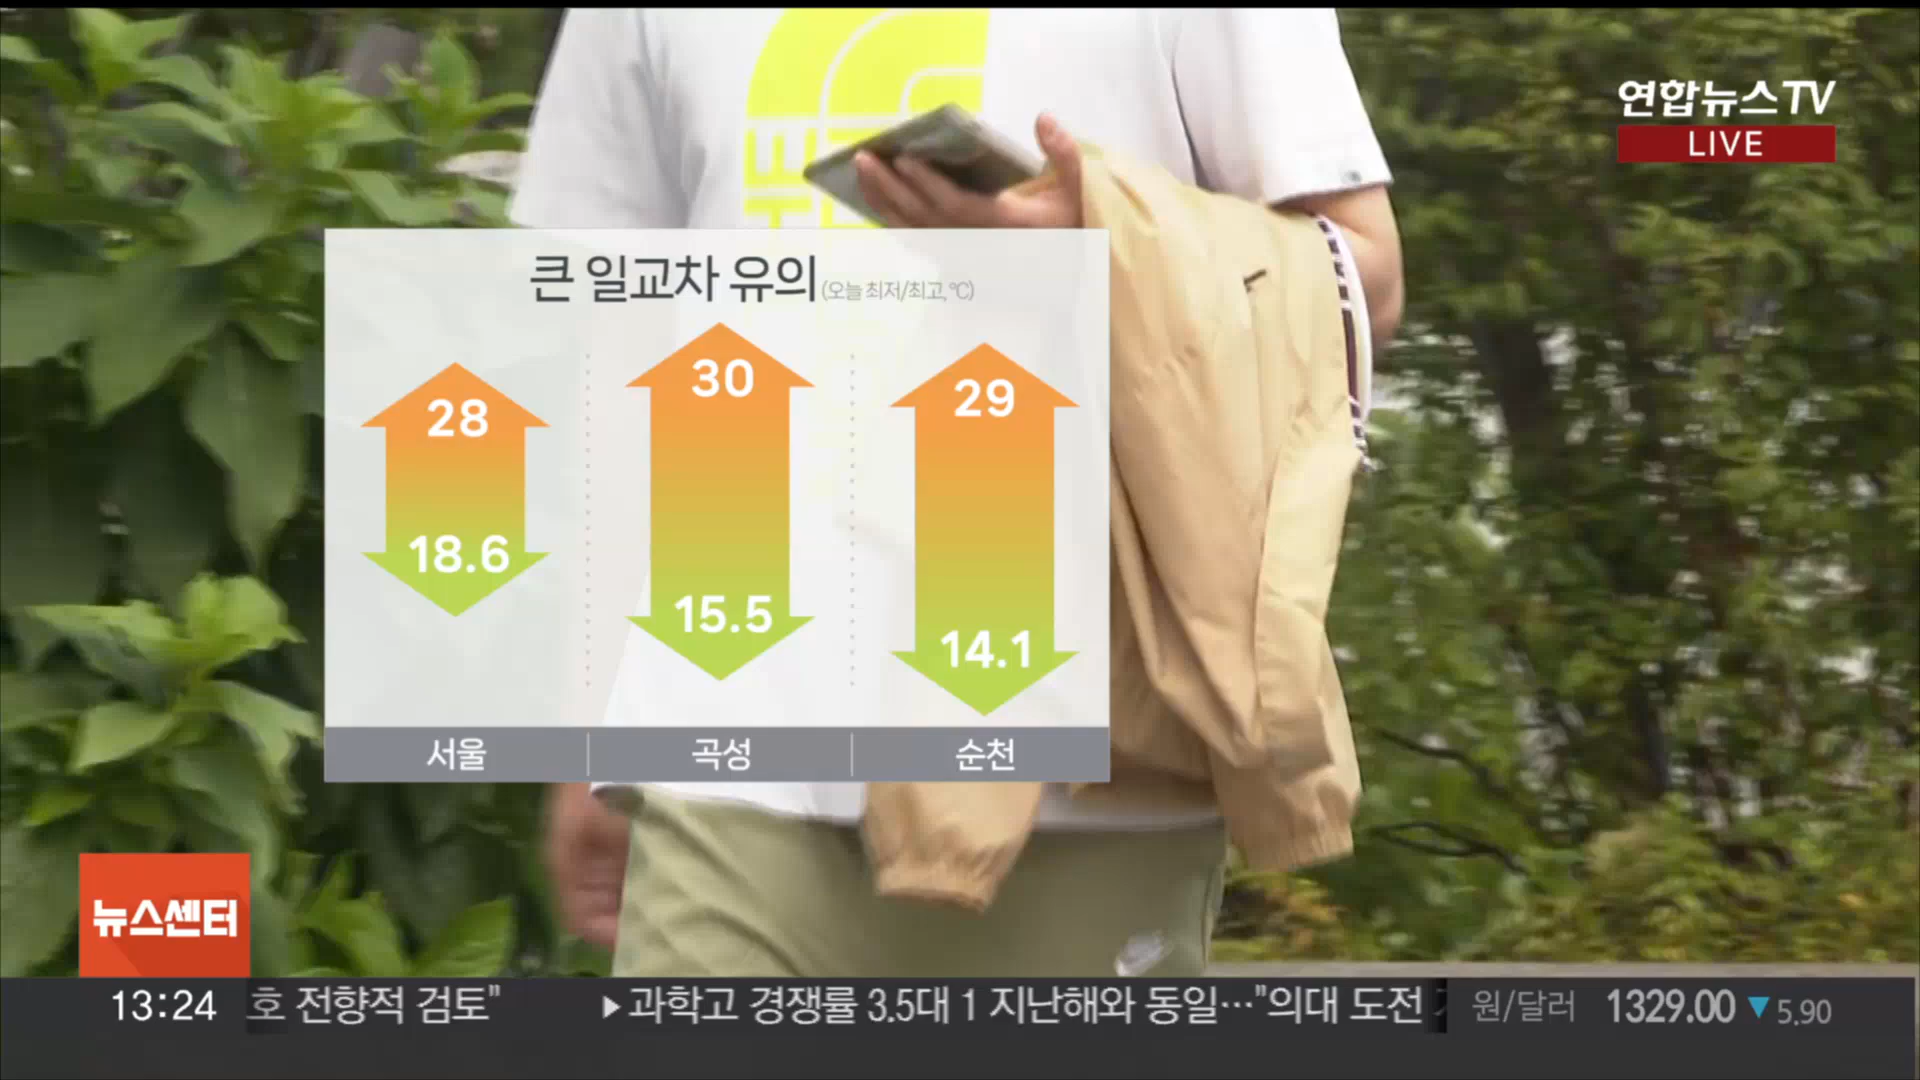 연합뉴스TV
LIVE
큰 일교차 유의 (오늘 최저/최고, ℃)
28 30 29
18.6 15.5 14.1
서울 곡성 순천
뉴스센터
13:24 호 전향적 검토" ▶과학고 경쟁률 3.5대 1 지난해와 동일…"의대 도전 원/달러 1329.00 ▼5.90